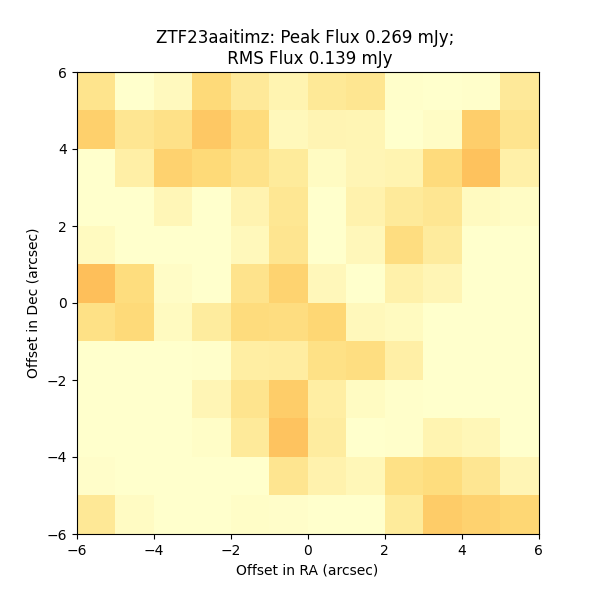 ZTF23aaitimz: Peak Flux 0.269 mJy;
RMS Flux 0.139 mJy
6
4
2
0
−2
−4
−6
Offset in Dec (arcsec)
−6 −4 −2 0 2 4 6
Offset in RA (arcsec)